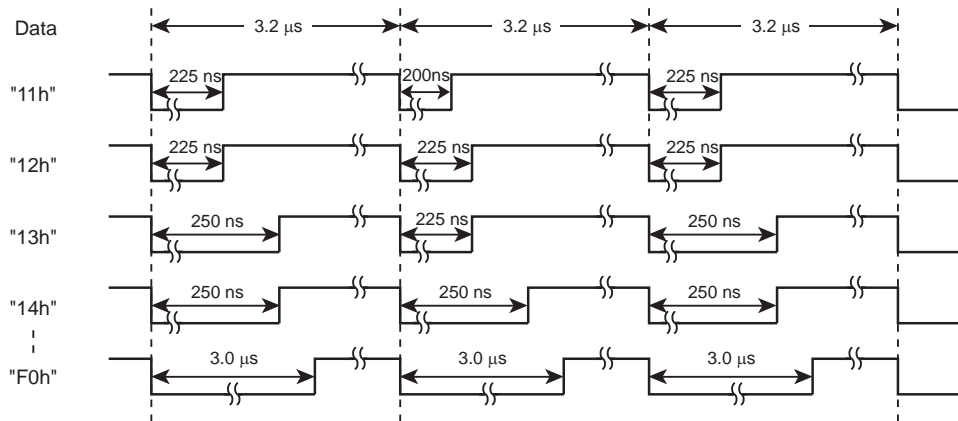 Data 3.2 μs 3.2 μs 3.2 μs
"11h" 225 ns 200ns 225 ns
"12h" 225 ns 225 ns 225 ns
"13h" 250 ns 225 ns 250 ns
"14h" 250 ns 250 ns 250 ns
"F0h" 3.0 μs 3.0 μs 3.0 μs